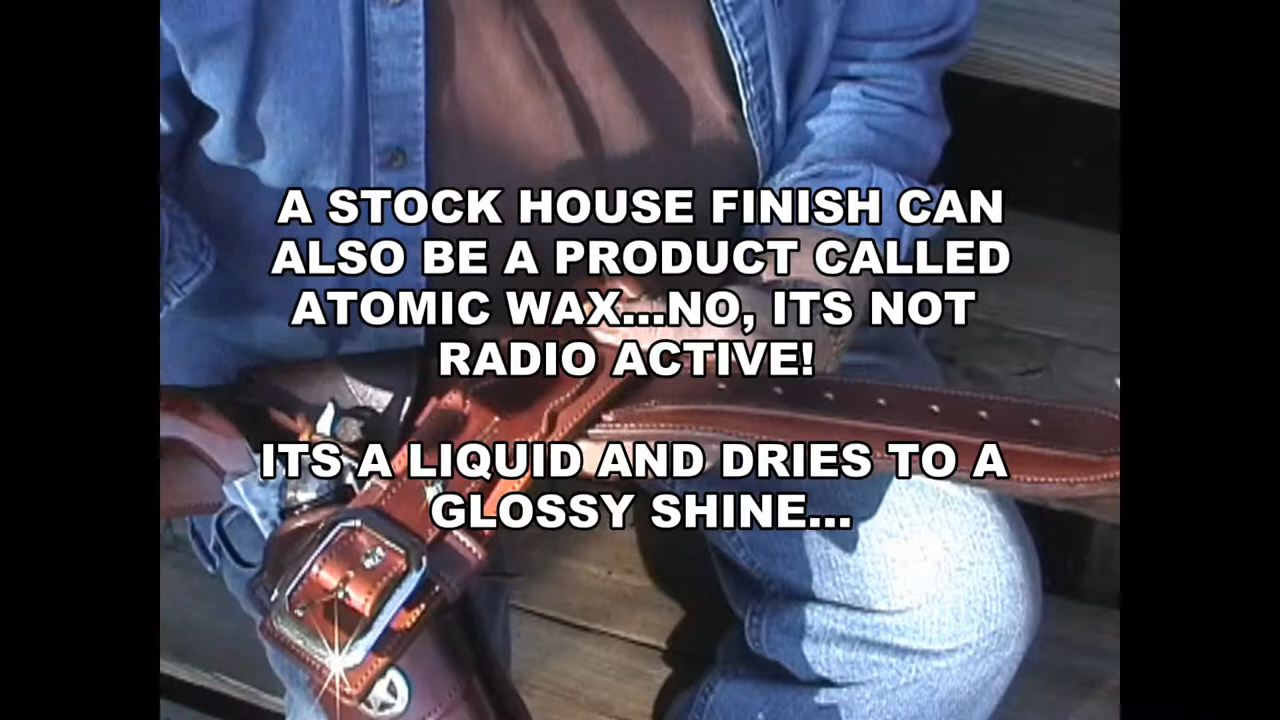 A STOCK HOUSE FINISH CAN
ALSO BE A PRODUCT CALLED
ATOMIC WAX...NO, ITS NOT
RADIO ACTIVE!
ITS A LIQUID AND DRIES TO A
GLOSSY SHINE...